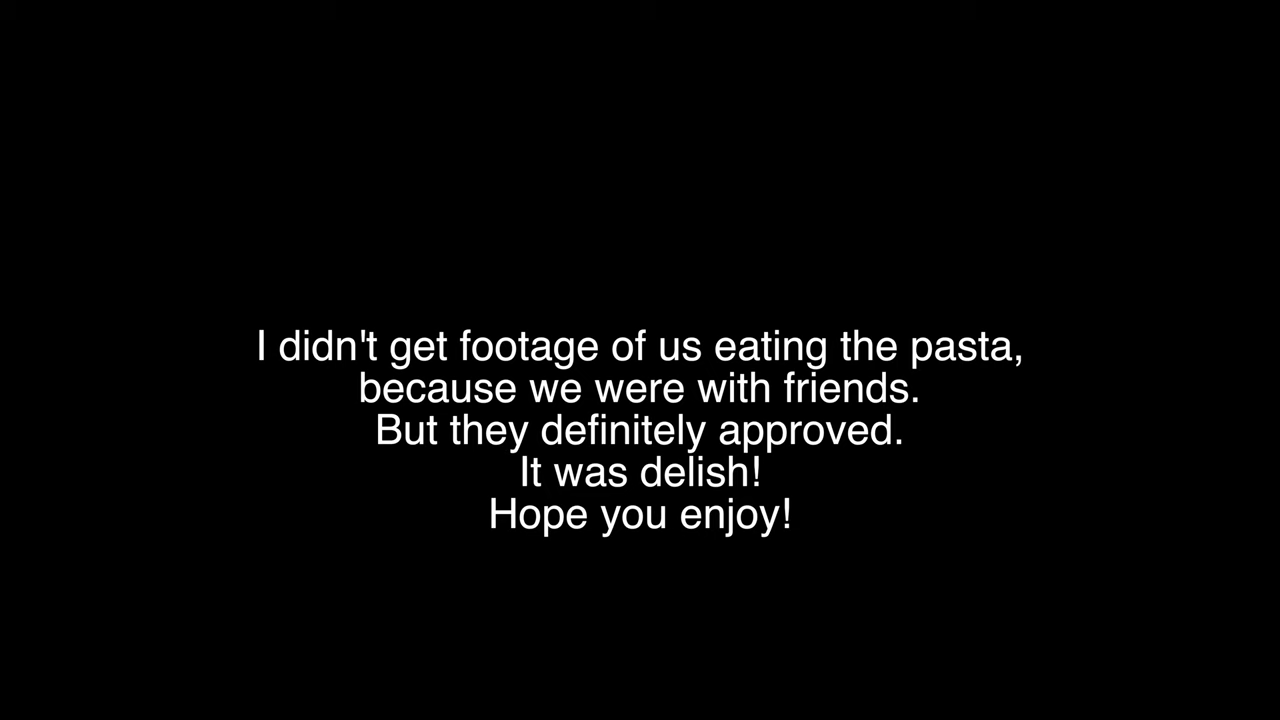 I didn't get footage of us eating the pasta,
because we were with friends.
But they definitely approved.
It was delish!
Hope you enjoy!